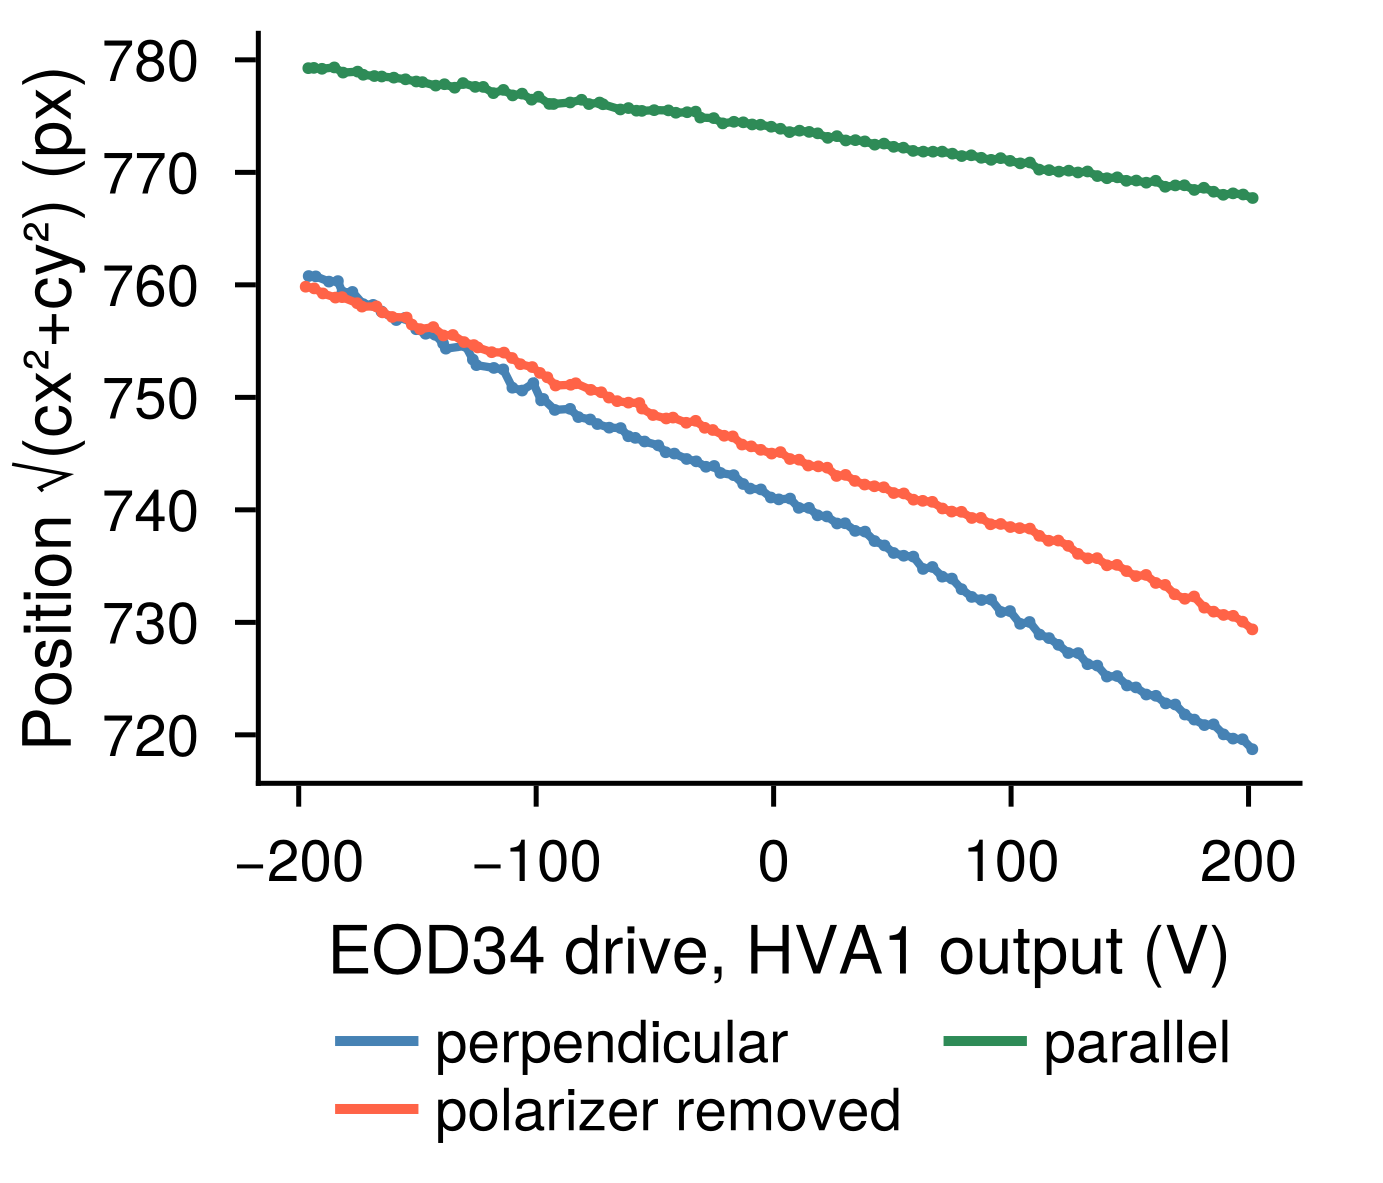 Position √(cx²+cy²) (px)
780
770
760
750
740
730
720
−200 −100 0 100 200
EOD34 drive, HVA1 output (V)
perpendicular parallel
polarizer removed